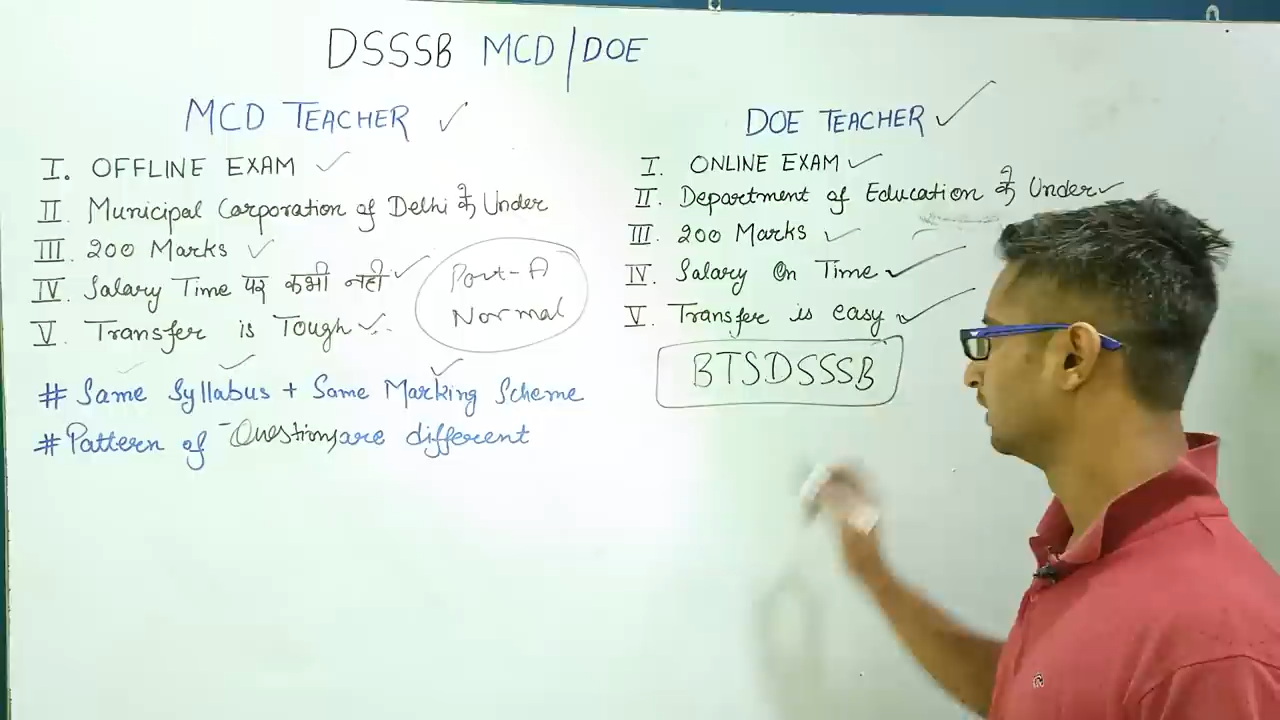 DSSSB MCD/DOE
MCD TEACHER ✓
I. OFFLINE EXAM ✓
II. Municipal Corporation of Delhi के Under
III. 200 Marks ✓
IV. Salary Time पर कभी नहीं ✓
V. Transfer is Tough ✓
Part-A
Normal
# Same Syllabus + Same Marking Scheme
# Pattern of Questions are different
DOE TEACHER ✓
I. ONLINE EXAM ✓
II. Department of Education के Under ✓
III. 200 Marks ✓
IV. Salary On Time ✓
V. Transfer is easy ✓
BTSDSSSB